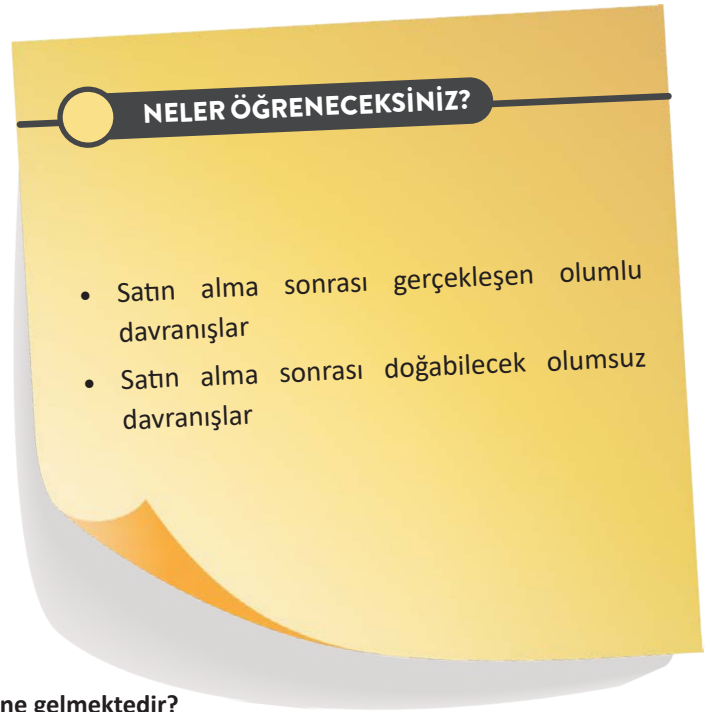 NELER ÖĞRENECEKSİNİZ?
• Satın alma sonrası gerçekleşen olumlu
davranışlar
• Satın alma sonrası doğabilecek olumsuz
davranışlar
ne gelmektedir?